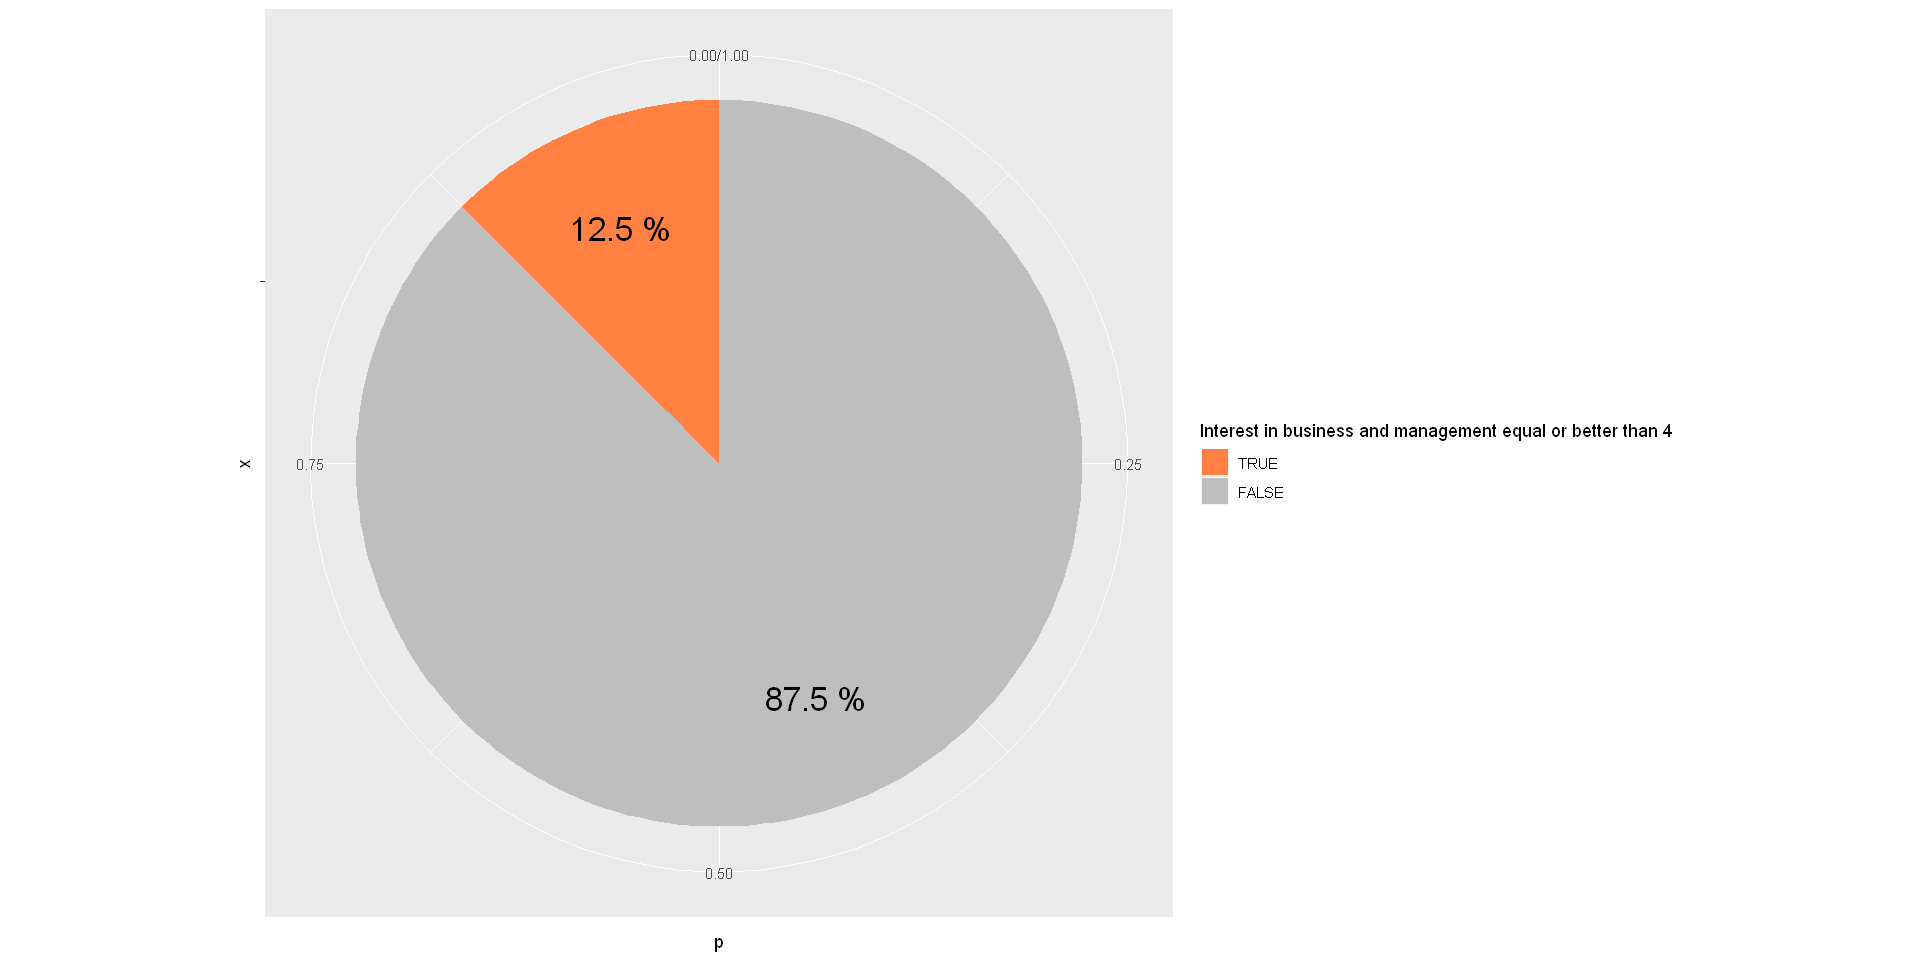 0.00/1.00
12.5 %
0.75
0.25
x
87.5 %
0.50
p
Interest in business and management equal or better than 4
TRUE
FALSE